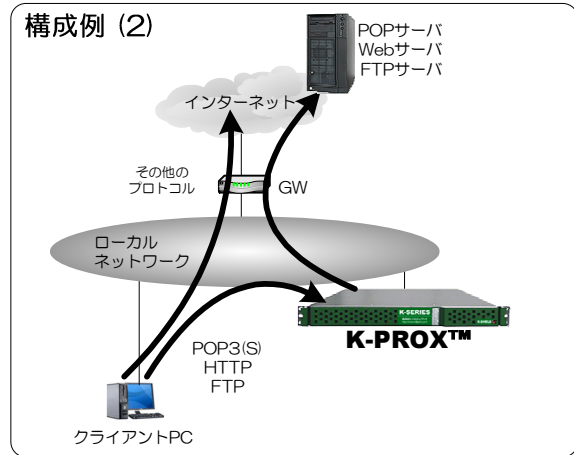 構成例 (2)
POPサーバ
Webサーバ
FTPサーバ
インターネット
その他の
プロトコル
GW
ローカル
ネットワーク
K-SERIES
K-PROX™
POP3(S)
HTTP
FTP
クライアントPC